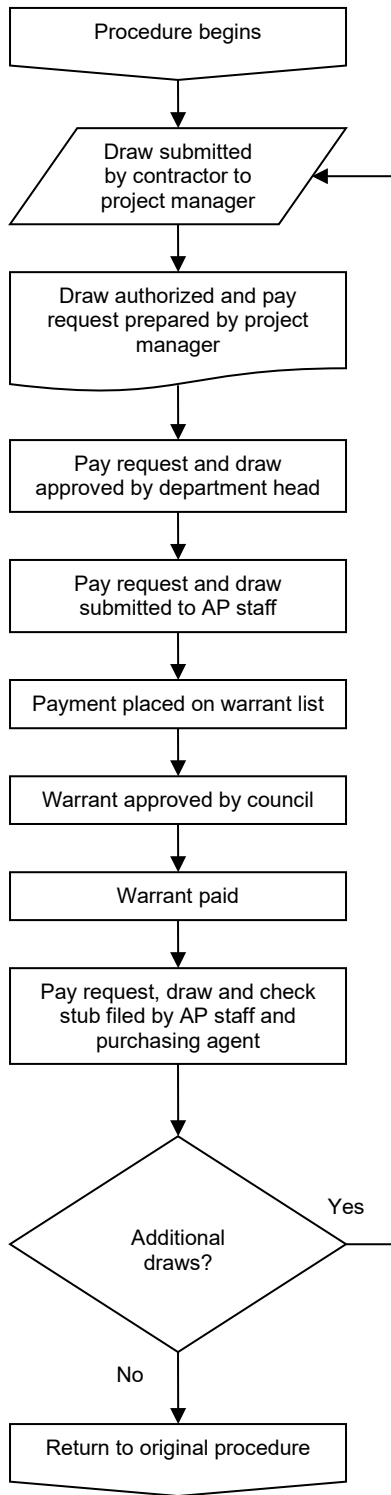 Procedure begins
Draw submitted
by contractor to
project manager
Draw authorized and pay
request prepared by project
manager
Pay request and draw
approved by department head
Pay request and draw
submitted to AP staff
Payment placed on warrant list
Warrant approved by council
Warrant paid
Pay request, draw and check
stub filed by AP staff and
purchasing agent
Yes
Additional
draws?
No
Return to original procedure